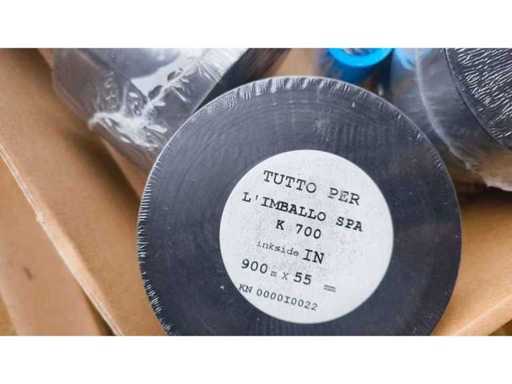 TUTTO PER
L'IMBALLO SPA
K 700
inkside IN
900m x 55 mm
KN 0000I0022